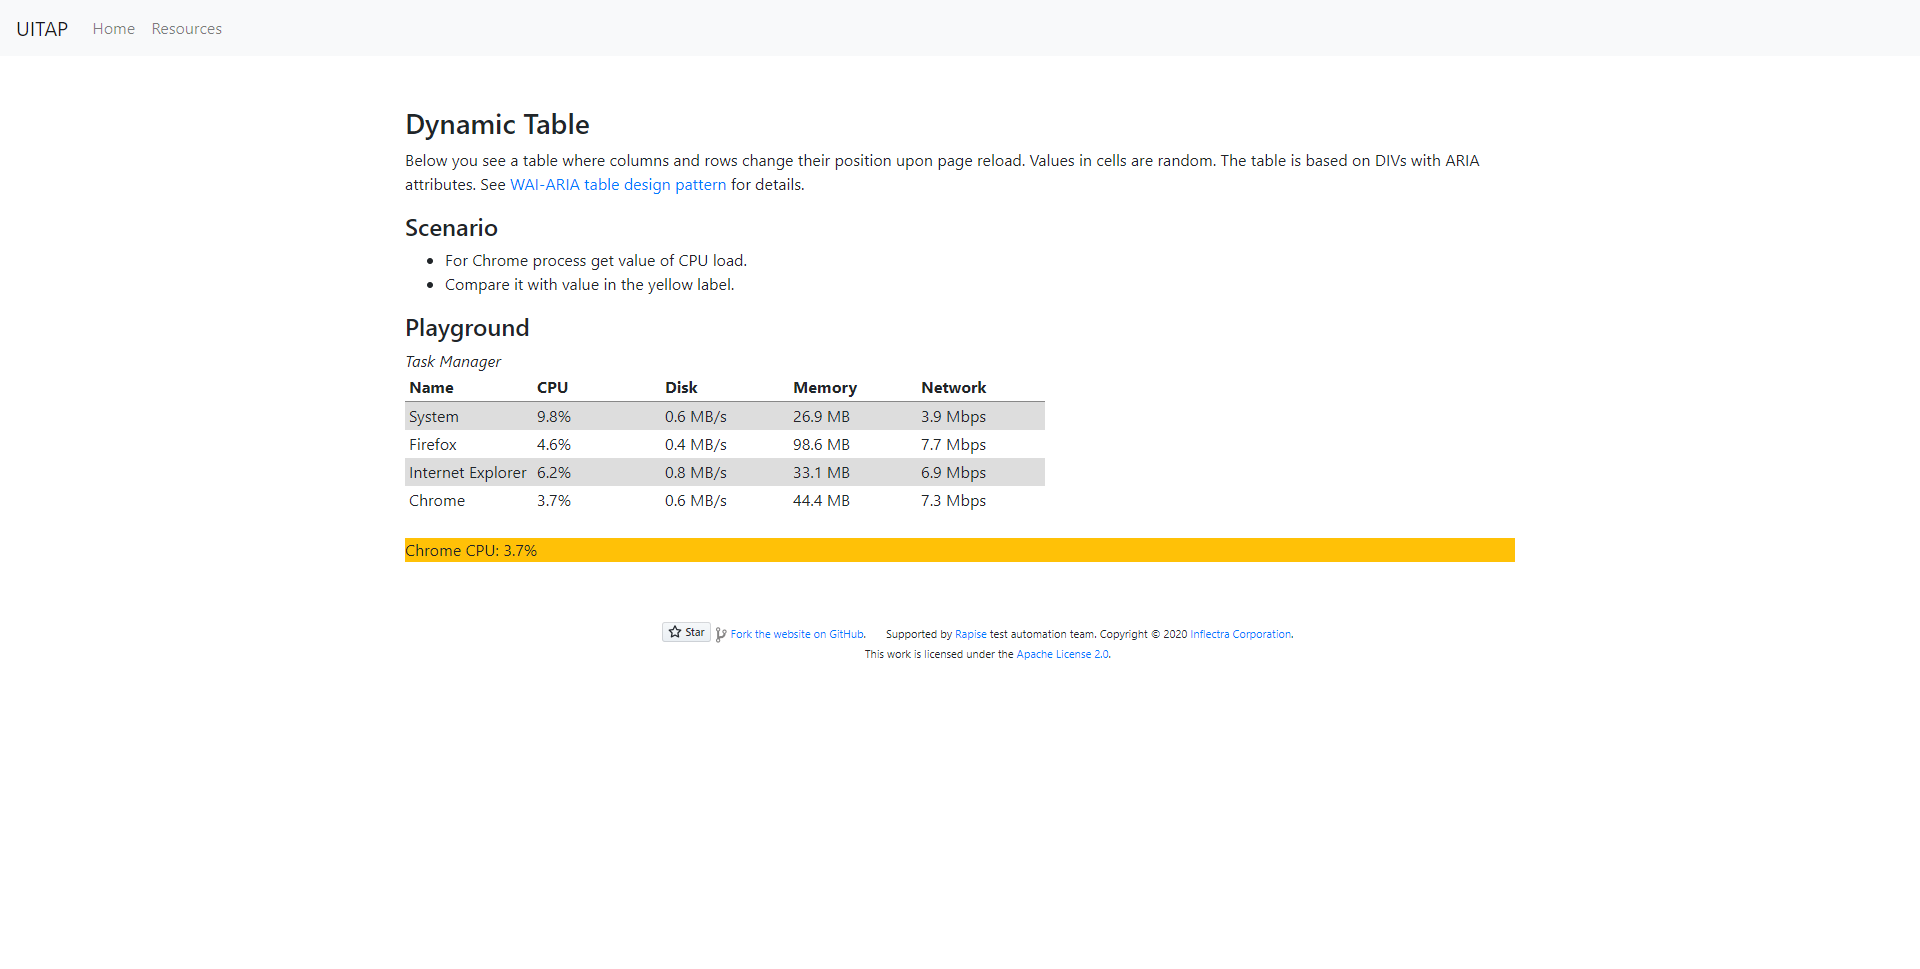 UITAP Home Resources
Dynamic Table
Below you see a table where columns and rows change their position upon page reload. Values in cells are random. The table is based on DIVs with ARIA
attributes. See WAI-ARIA table design pattern for details.
Scenario
For Chrome process get value of CPU load.
Compare it with value in the yellow label.
Playground
Task Manager
Name CPU Disk Memory Network
System 9.8% 0.6 MB/s 26.9 MB 3.9 Mbps
Firefox 4.6% 0.4 MB/s 98.6 MB 7.7 Mbps
Internet Explorer 6.2% 0.8 MB/s 33.1 MB 6.9 Mbps
Chrome 3.7% 0.6 MB/s 44.4 MB 7.3 Mbps
Chrome CPU: 3.7%
Star Fork the website on GitHub. Supported by Rapise test automation team. Copyright © 2020 Inflectra Corporation.
This work is licensed under the Apache License 2.0.